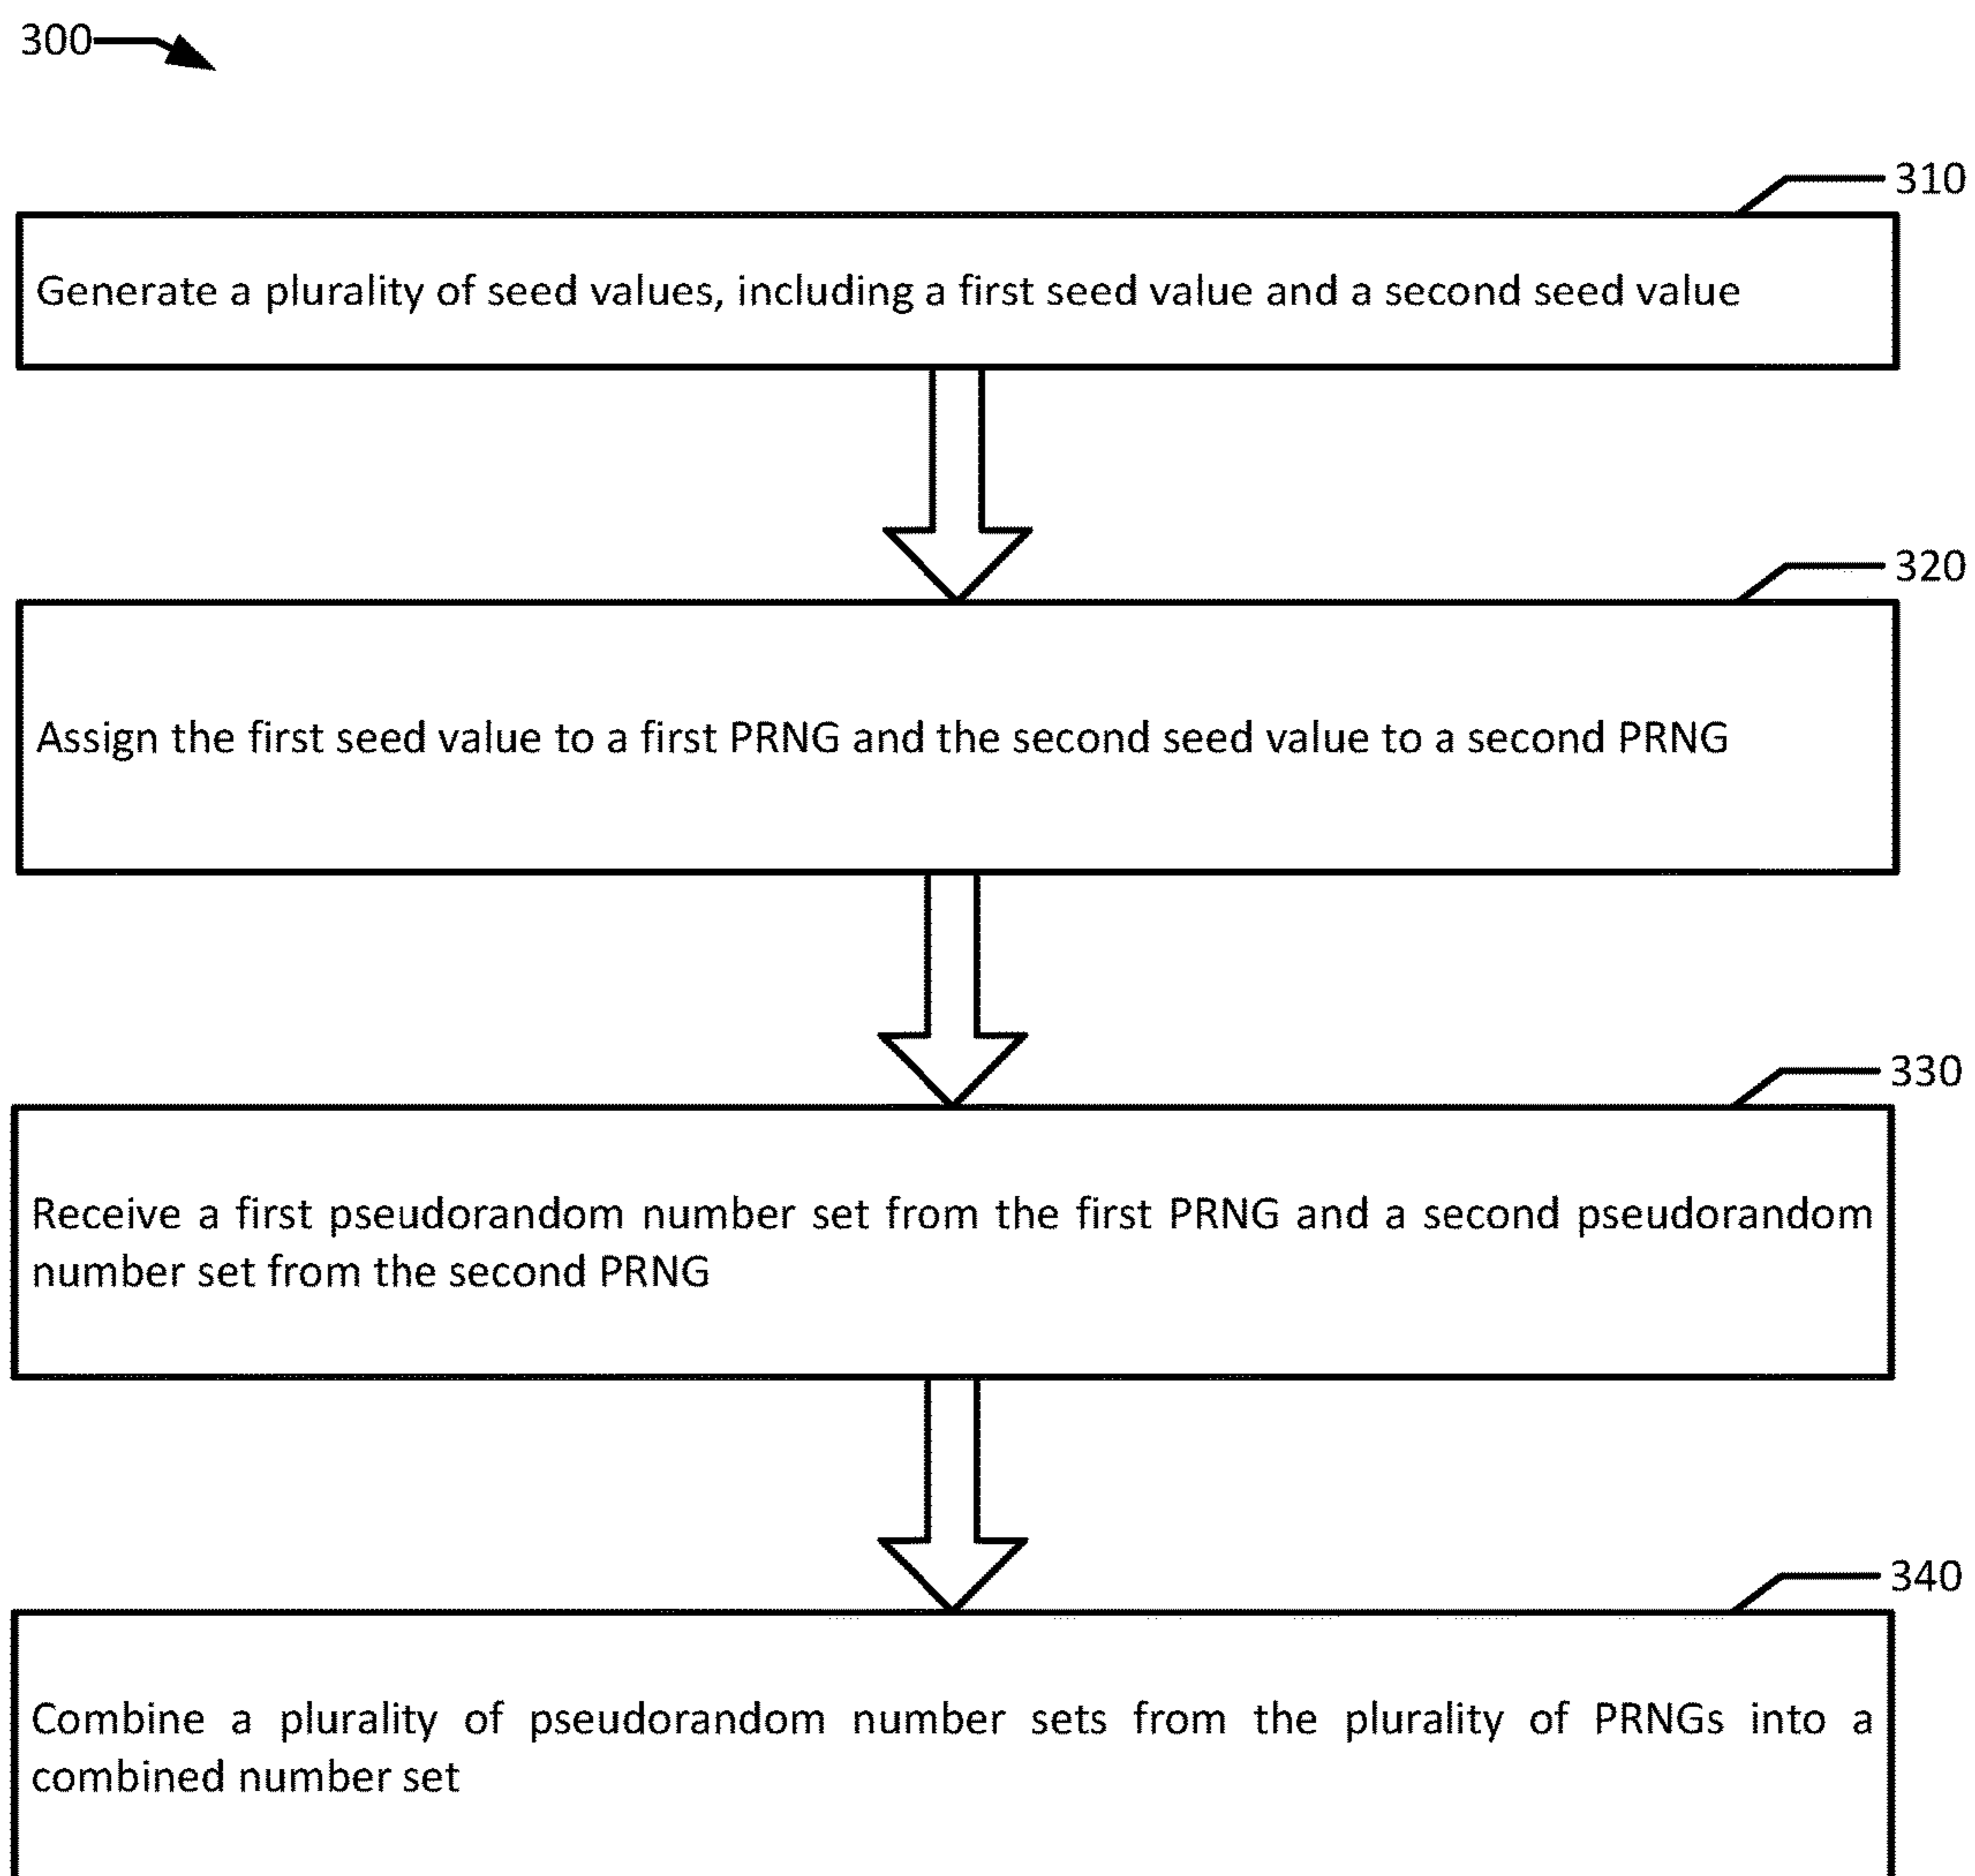 300
310
Generate a plurality of seed values, including a first seed value and a second seed value
320
Assign the first seed value to a first PRNG and the second seed value to a second PRNG
330
Receive a first pseudorandom number set from the first PRNG and a second pseudorandom
number set from the second PRNG
340
Combine a plurality of pseudorandom number sets from the plurality of PRNGs into a
combined number set